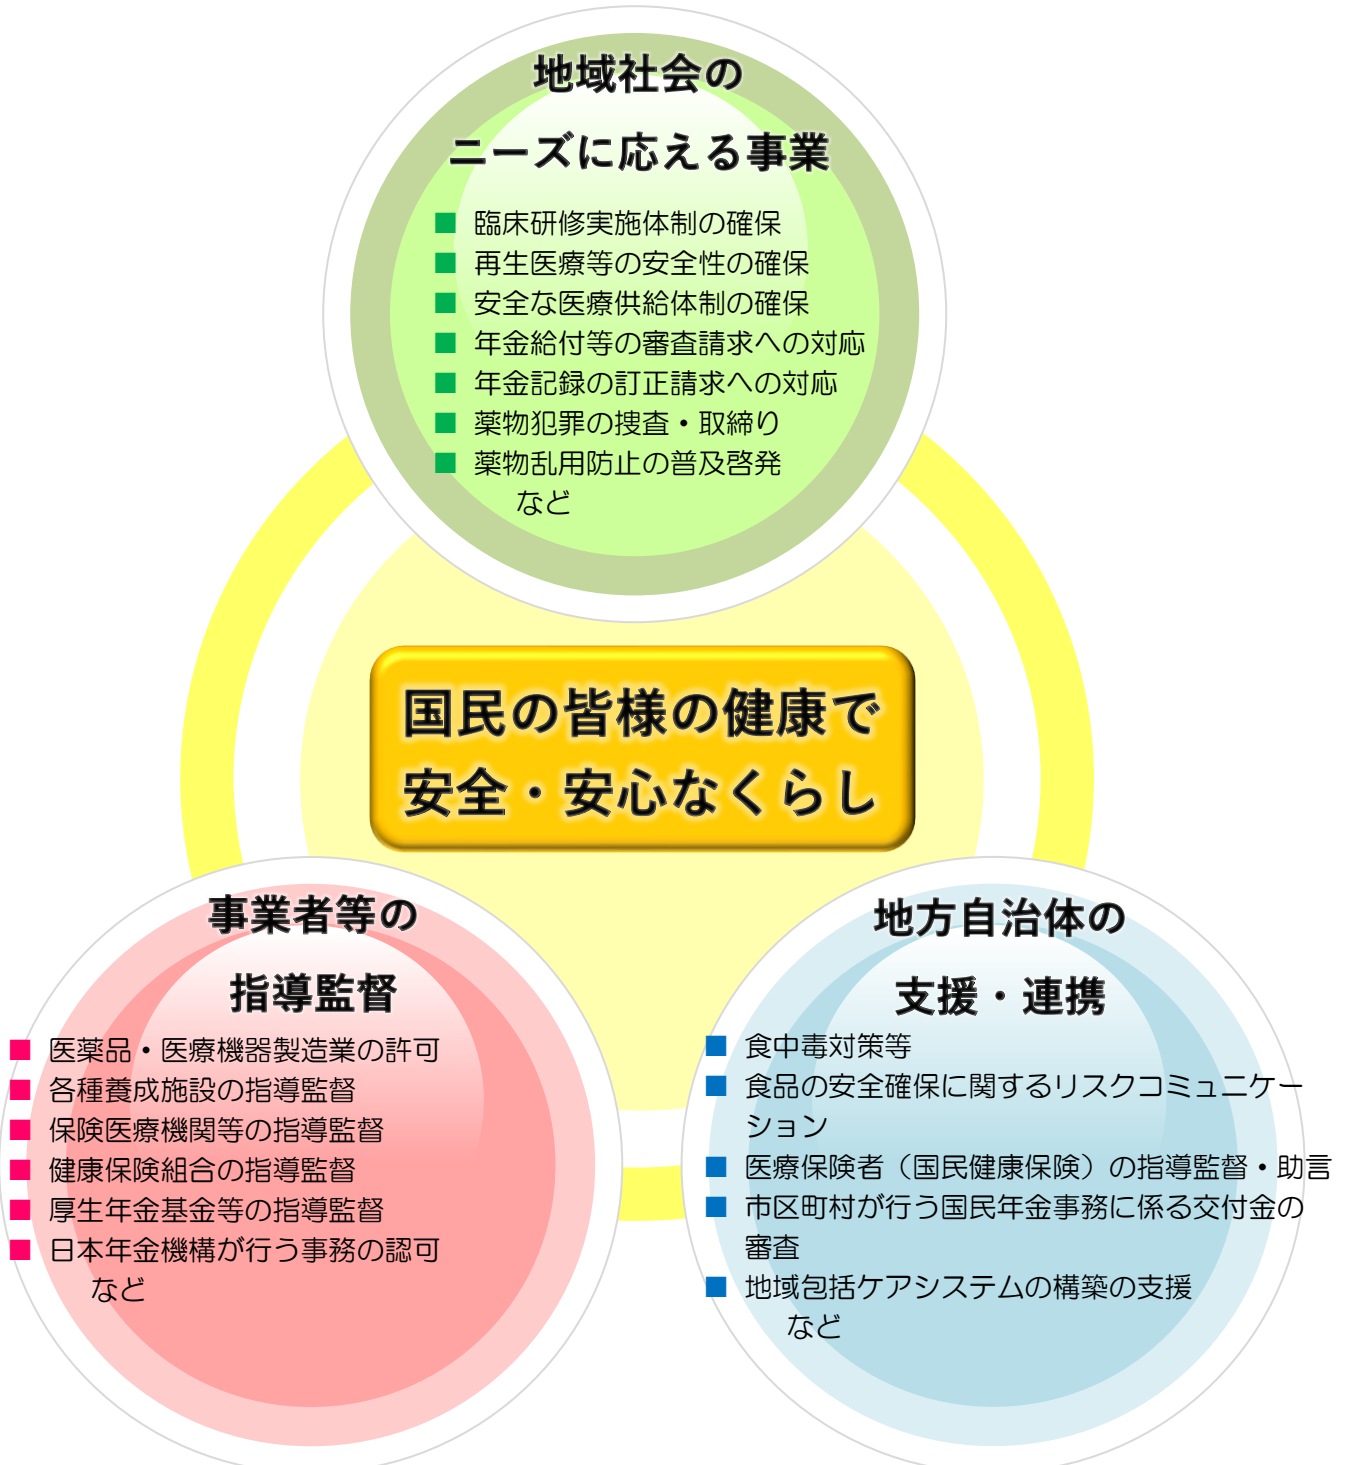 地域社会の
ニーズに応える事業
■ 臨床研修実施体制の確保
■ 再生医療等の安全性の確保
■ 安全な医療供給体制の確保
■ 年金給付等の審査請求への対応
■ 年金記録の訂正請求への対応
■ 薬物犯罪の捜査・取締り
■ 薬物乱用防止の普及啓発
など
国民の皆様の健康で
安全・安心なくらし
事業者等の
指導監督
■ 医薬品・医療機器製造業の許可
■ 各種養成施設の指導監督
■ 保険医療機関等の指導監督
■ 健康保険組合の指導監督
■ 厚生年金基金等の指導監督
■ 日本年金機構が行う事務の認可
など
地方自治体の
支援・連携
■ 食中毒対策等
■ 食品の安全確保に関するリスクコミュニケー
ション
■ 医療保険者（国民健康保険）の指導監督・助言
■ 市区町村が行う国民年金事務に係る交付金の
審査
■ 地域包括ケアシステムの構築の支援
など